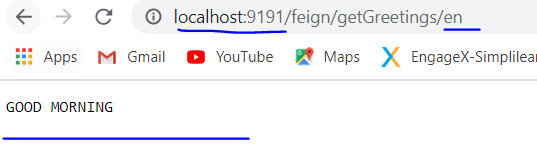 localhost:9191/feign/getGreetings/en
Apps Gmail YouTube Maps EngageX-Simplilear
GOOD MORNING